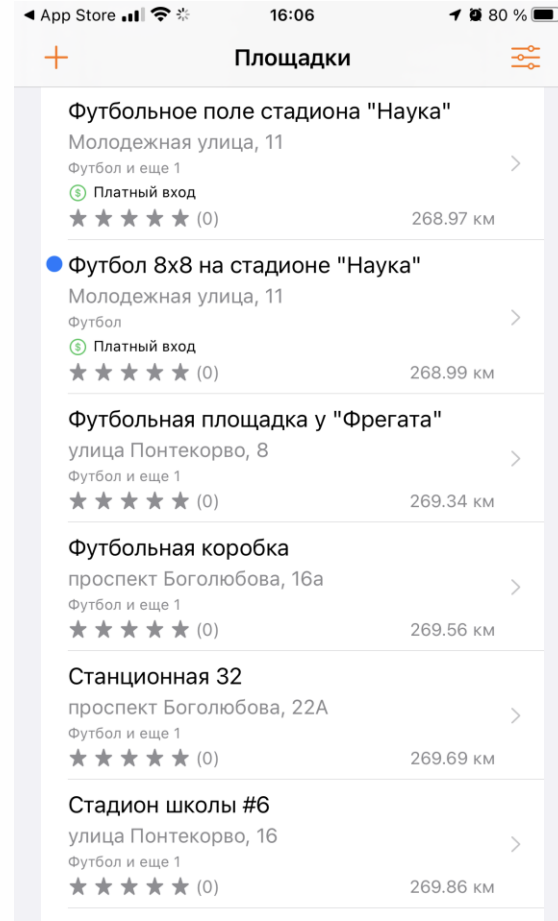 App Store 16:06 80 %
Площадки
Футбольное поле стадиона "Наука"
Молодежная улица, 11
Футбол и еще 1
Платный вход
(0) 268.97 км
Футбол 8х8 на стадионе "Наука"
Молодежная улица, 11
Футбол
Платный вход
(0) 268.99 км
Футбольная площадка у "Фрегата"
улица Понтекорво, 8
Футбол и еще 1
(0) 269.34 км
Футбольная коробка
проспект Боголюбова, 16а
Футбол и еще 1
(0) 269.56 км
Станционная 32
проспект Боголюбова, 22А
Футбол и еще 1
(0) 269.69 км
Стадион школы #6
улица Понтекорво, 16
Футбол и еще 1
(0) 269.86 км